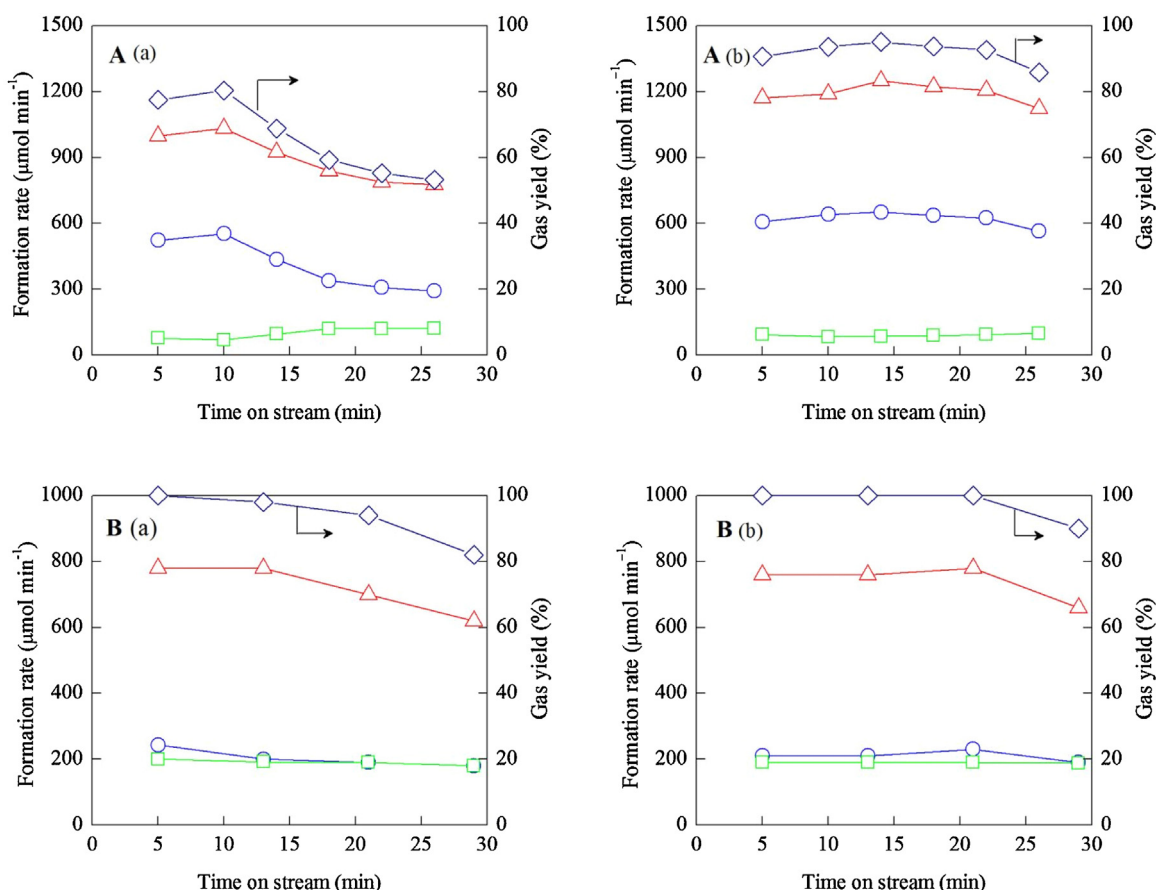 A (a)
1500
1200
900
600
300
0
100
80
60
40
20
0
0 5 10 15 20 25 30
Formation rate (μmol min⁻¹)
Gas yield (%)
Time on stream (min)
A (b)
1500
1200
900
600
300
0
100
80
60
40
20
0
0 5 10 15 20 25 30
Formation rate (μmol min⁻¹)
Gas yield (%)
Time on stream (min)
B (a)
1000
800
600
400
200
0
100
80
60
40
20
0
0 5 10 15 20 25 30
Formation rate (μmol min⁻¹)
Gas yield (%)
Time on stream (min)
B (b)
1000
800
600
400
200
0
100
80
60
40
20
0
0 5 10 15 20 25 30
Formation rate (μmol min⁻¹)
Gas yield (%)
Time on stream (min)